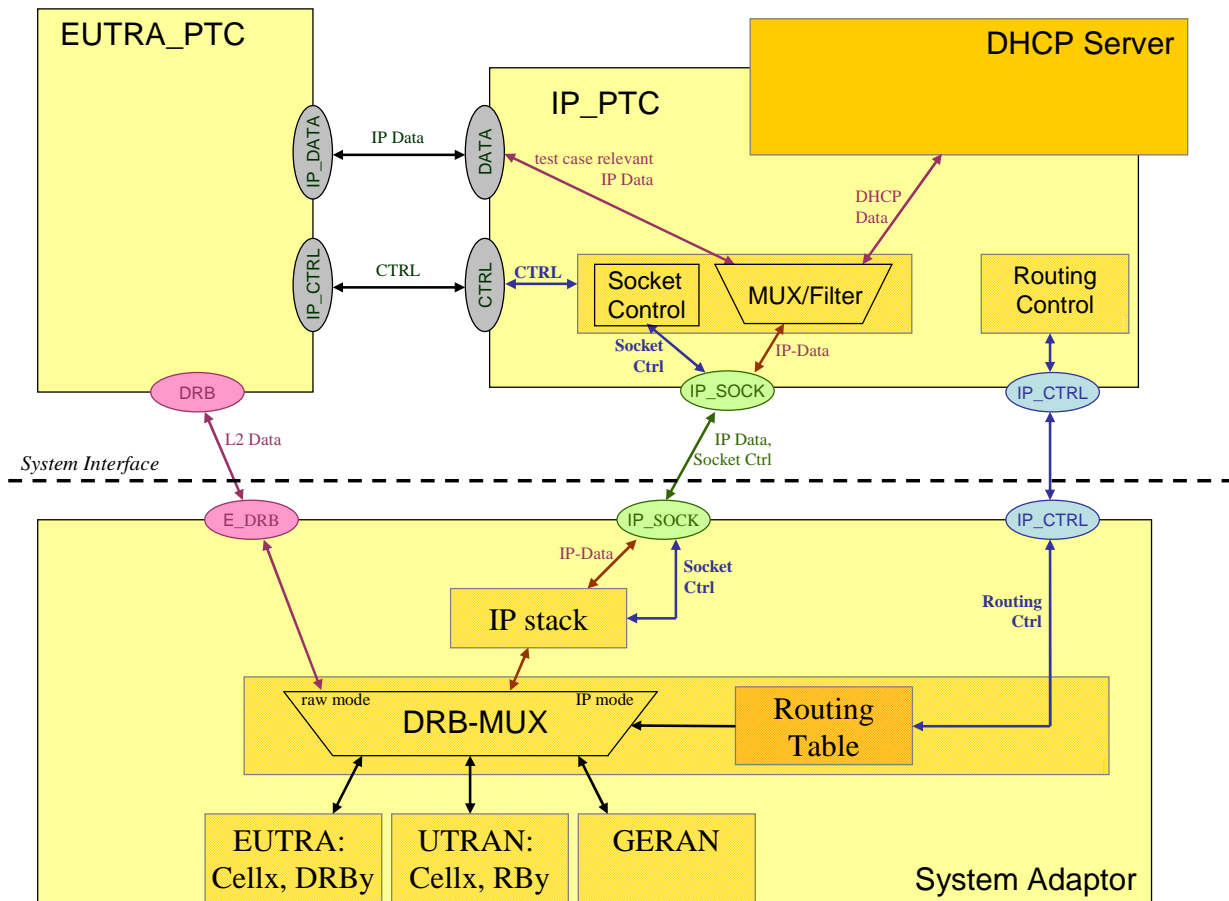 EUTRA_PTC
DHCP Server
IP_PTC
IP_DATA
IP Data
DATA
test case relevant
IP Data
DHCP
Data
IP_CTRL
CTRL
CTRL
CTRL
Socket
Control
MUX/Filter
Routing
Control
Socket
Ctrl
IP-Data
DRB
IP_SOCK
IP_CTRL
L2 Data
IP Data,
Socket Ctrl
System Interface
E_DRB
IP_SOCK
IP_CTRL
IP-Data
Socket
Ctrl
IP stack
Routing
Ctrl
raw mode
IP mode
DRB-MUX
Routing
Table
EUTRA:
Cellx, DRBy
UTRAN:
Cellx, RBy
GERAN
System Adaptor